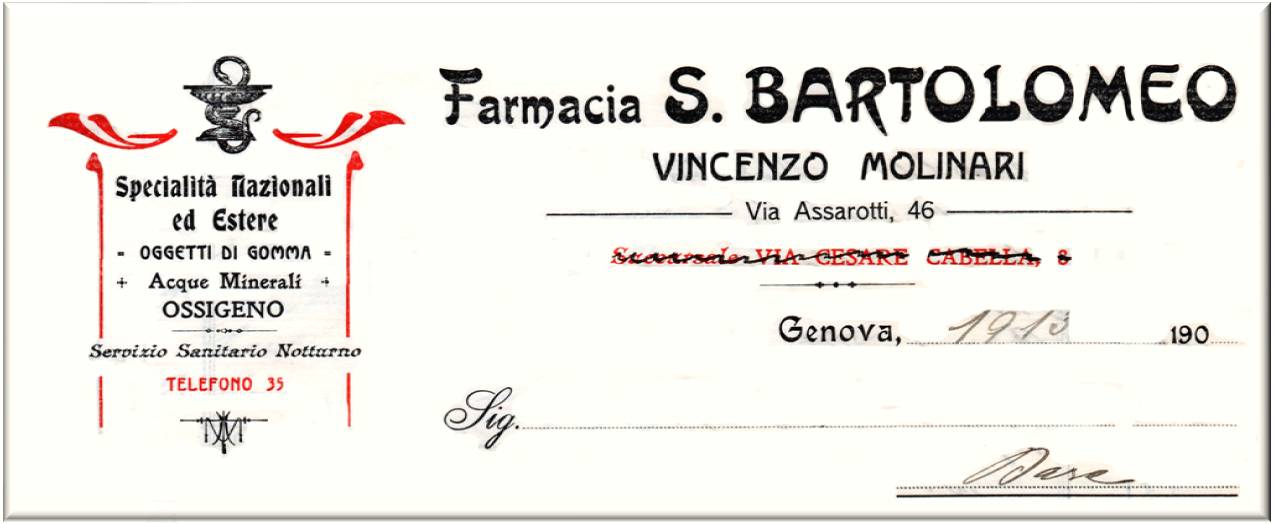 Specialità Nazionali
ed Estere
- OGGETTI DI GOMMA -
+ Acque Minerali +
OSSIGENO
Servizio Sanitario Notturno
TELEFONO 35
Farmacia S. BARTOLOMEO
VINCENZO MOLINARI
Via Assarotti, 46
Succursale VIA CESARE CABELLA, 8
Genova, 1913 190
Sig.
Dare